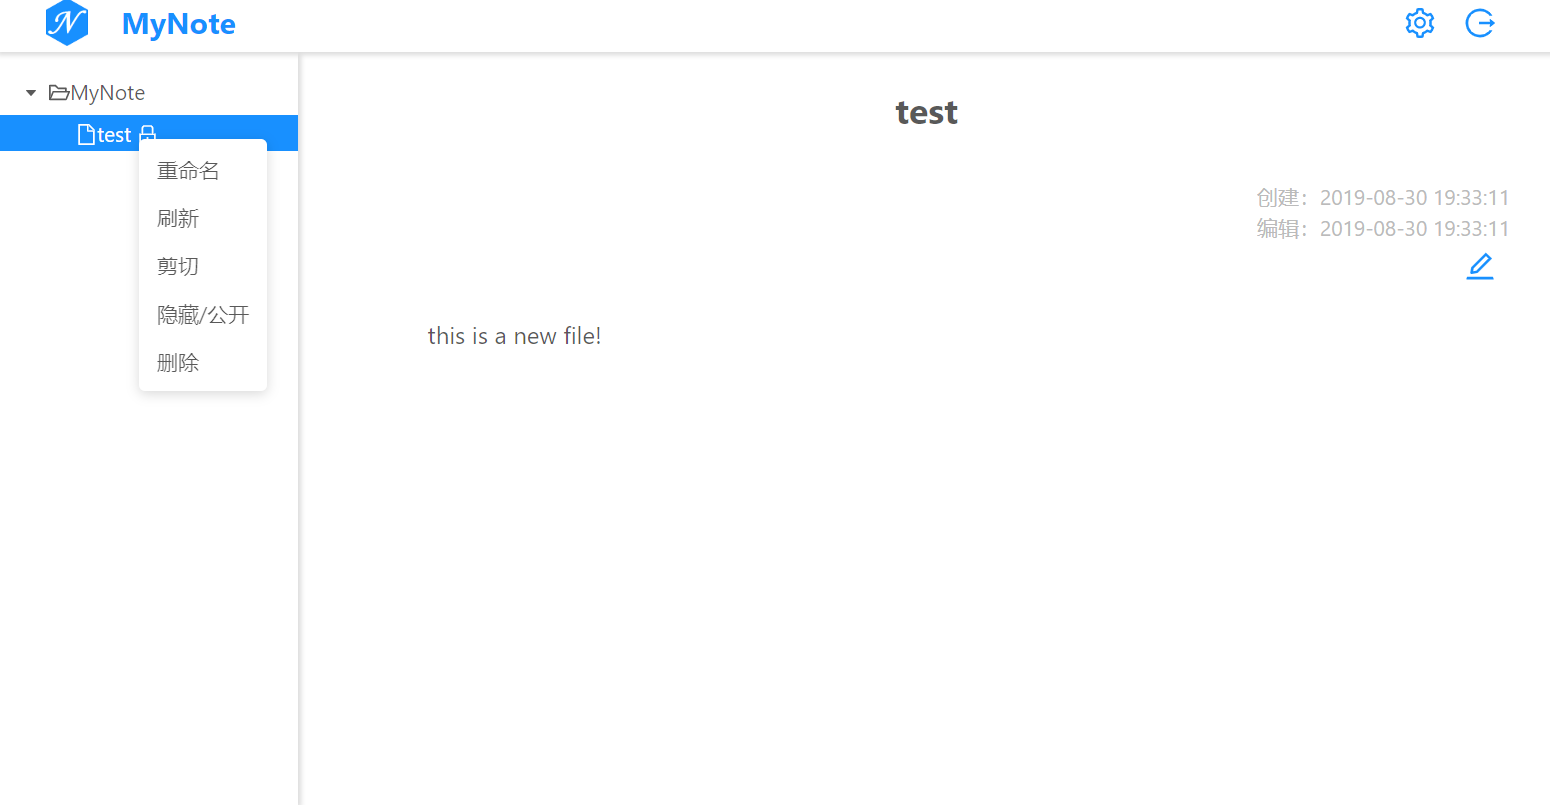 MyNote
MyNote
test
重命名
刷新
剪切
隐藏/公开
删除
test
创建：2019-08-30 19:33:11
编辑：2019-08-30 19:33:11
this is a new file!